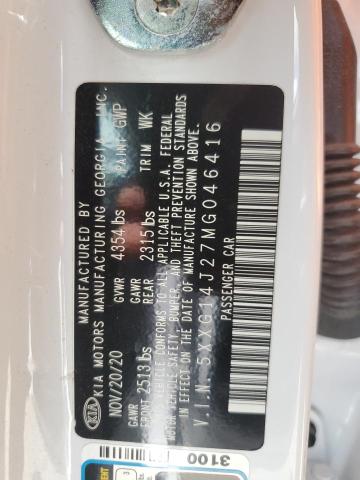 MANUFACTURED BY
KIA KIA MOTORS MANUFACTURING GEORGIA, INC.
NOV/20/20 GVWR 4354 lbs PAINT GWP
GAWR FRONT 2513 lbs GAWR REAR 2315 lbs TRIM WK
THIS VEHICLE CONFORMS TO ALL APPLICABLE U.S.A. FEDERAL
MOTOR VEHICLE SAFETY, BUMPER, AND THEFT PREVENTION STANDARDS
IN EFFECT ON THE DATE OF MANUFACTURE SHOWN ABOVE.
V.I.N. 5XXG14J27MG046416
PASSENGER CAR
3100